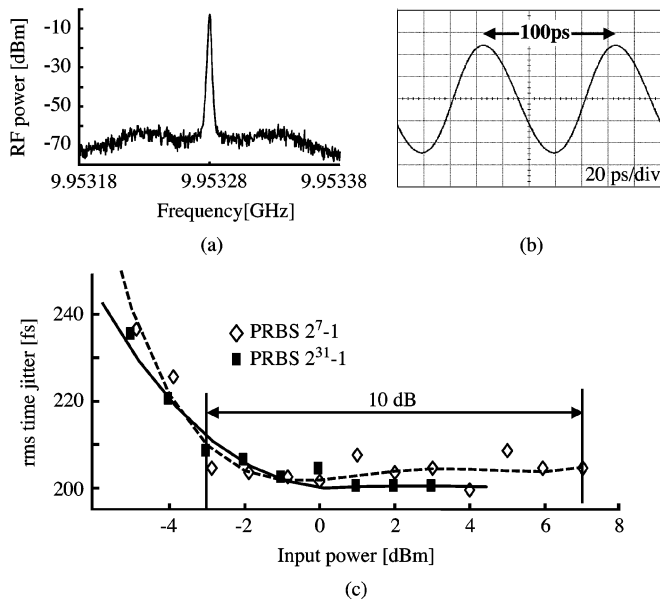 -10
-30
-50
-70
RF power [dBm]
9.95318
9.95328
9.95338
Frequency[GHz]
(a)
100ps
20 ps/div
(b)
240
220
200
rms time jitter [fs]
PRBS 2⁷-1
PRBS 2³¹-1
10 dB
-4
-2
0
2
4
6
8
Input power [dBm]
(c)